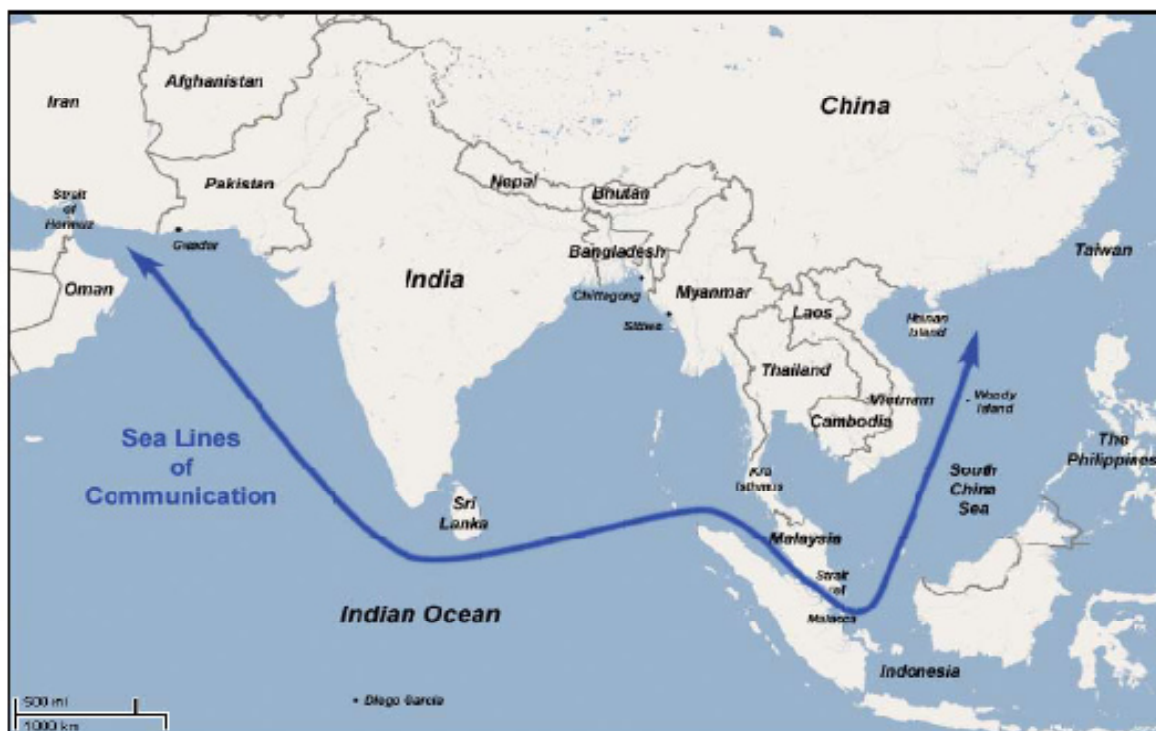 Afghanistan
Iran
China
Strait
of
Hormuz
Pakistan
Nepal
Bhutan
Gwadar
Taiwan
Bangladesh
India
Oman
Chittagong
Myanmar
Laos
Hainan
Island
Sittwe
Thailand
Vietnam
Woody
Island
Cambodia
Sea Lines
of
Communication
The
Philippines
Kra
Isthmus
South
China
Sea
Sri
Lanka
Malaysia
Strait
of
Malacca
Indian Ocean
Indonesia
Diego Garcia
500 mi
1000 km